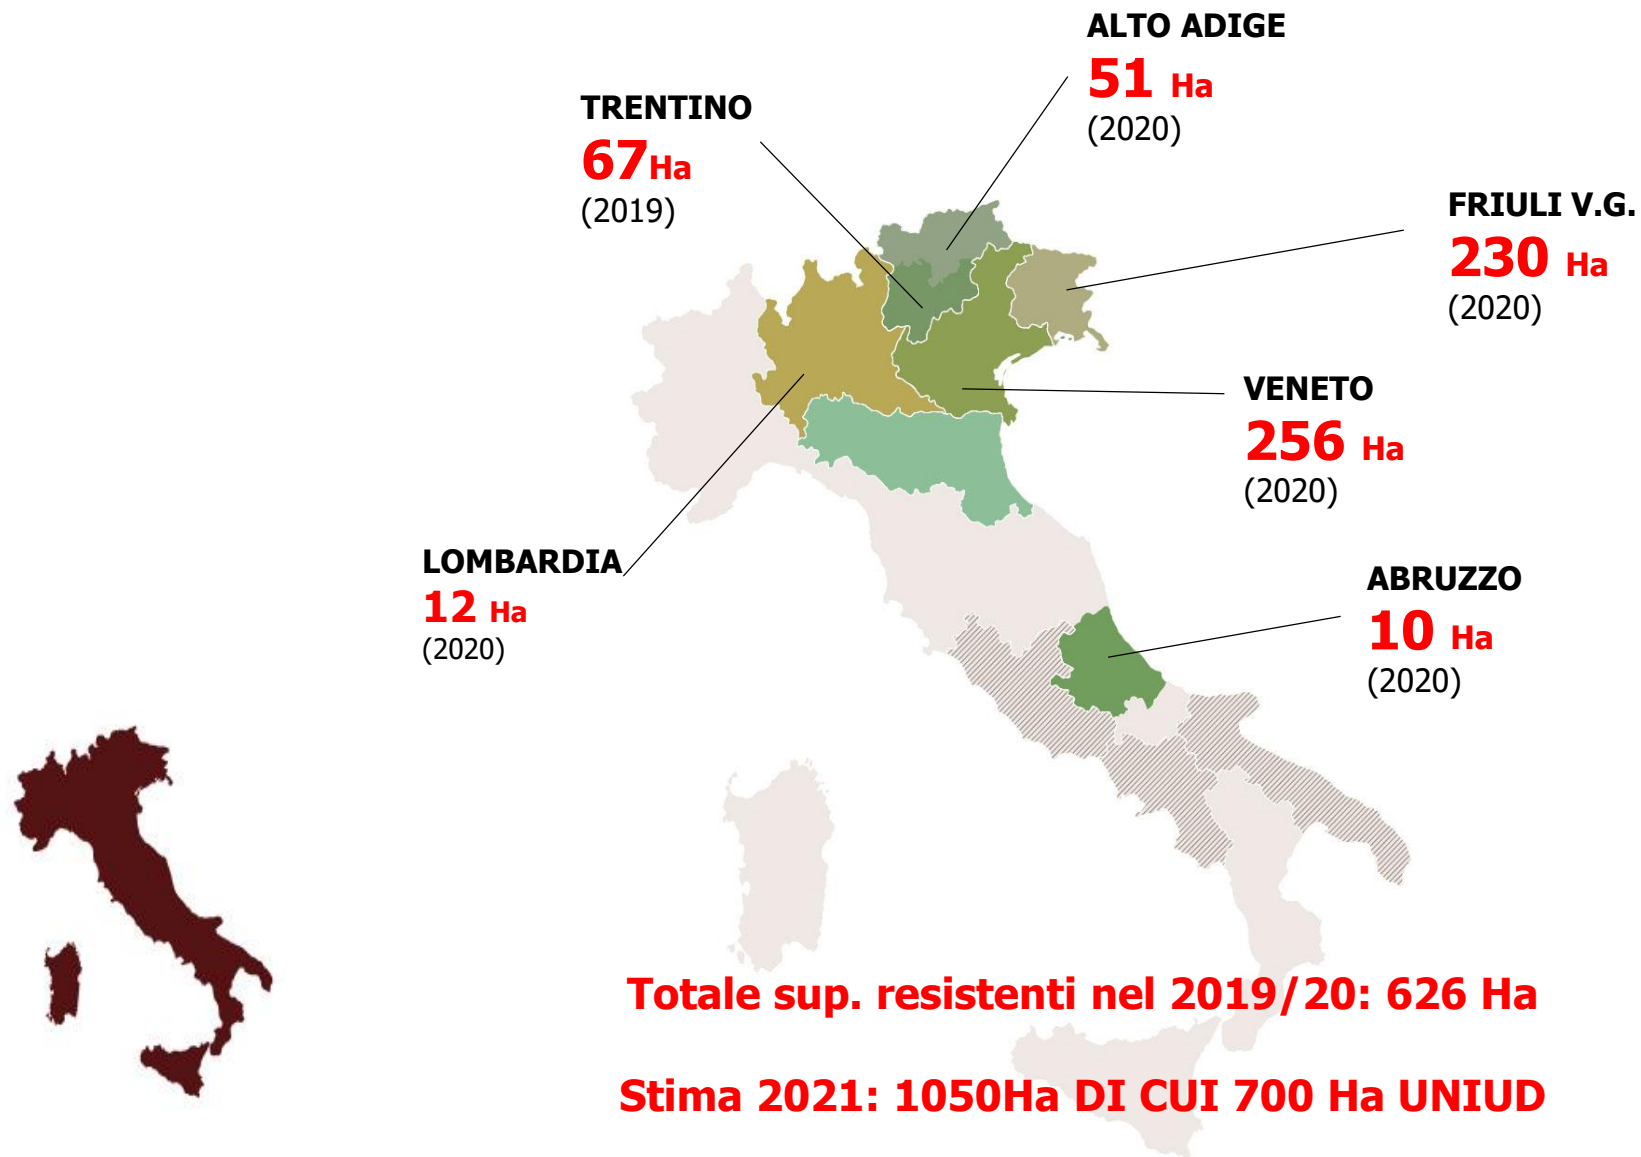 ALTO ADIGE
51 Ha
(2020)
TRENTINO
67Ha
(2019)
FRIULI V.G.
230 Ha
(2020)
VENETO
256 Ha
(2020)
LOMBARDIA
12 Ha
(2020)
ABRUZZO
10 Ha
(2020)
Totale sup. resistenti nel 2019/20: 626 Ha
Stima 2021: 1050Ha DI CUI 700 Ha UNIUD